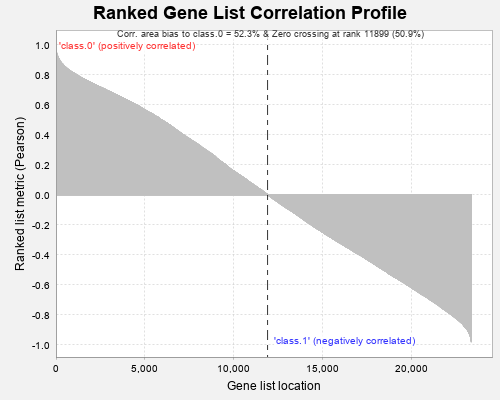 Ranked Gene List Correlation Profile
Corr. area bias to class.0 = 52.3% & Zero crossing at rank 11899 (50.9%)
'class.0' (positively correlated)
1.0
0.8
0.6
0.4
0.2
0.0
-0.2
-0.4
-0.6
-0.8
-1.0
Ranked list metric (Pearson)
'class.1' (negatively correlated)
0
5,000
10,000
15,000
20,000
Gene list location